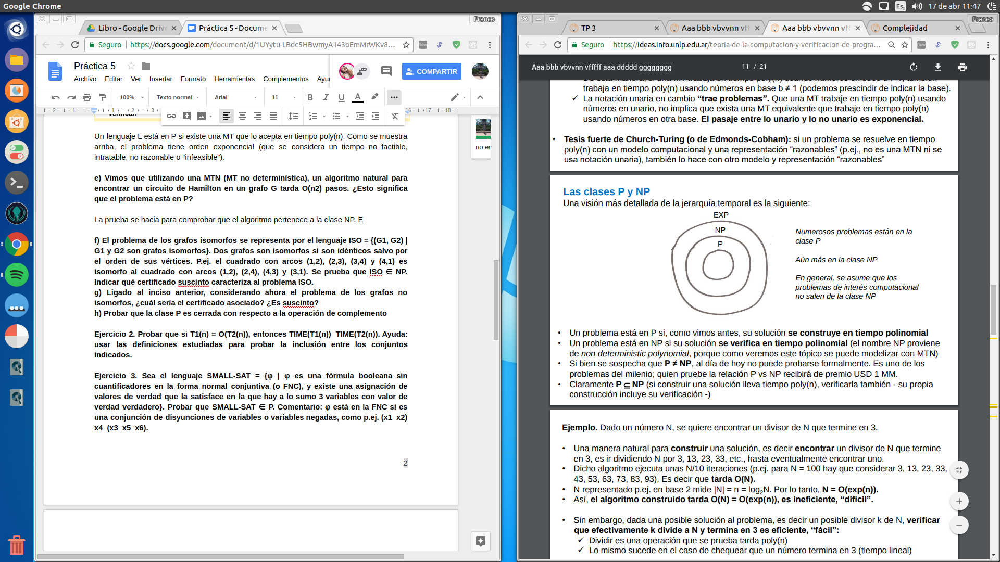 Google Chrome
Es
17 de abr 11:47
Franco
Libro - Google Drive
Práctica 5 - Docume
Seguro
https://docs.google.com/document/d/1UYytu-LBdc5HBwmyA-i43oEmMrWKv8...
Práctica 5
Archivo Editar Ver Insertar Formato Herramientas Complementos Ayu
COMPARTIR
100% Texto normal Arial 11
2 1 1 2 3 16 17 18
verifican
no er
Un lenguaje L está en P si existe una MT que lo acepta en tiempo poly(n). Como se muestra
arriba, el problema tiene orden exponencial (que se considera un tiempo no factible,
intratable, no razonable o “infeasible”).
e) Vimos que utilizando una MTN (MT no determinística), un algoritmo natural para
encontrar un circuito de Hamilton en un grafo G tarda O(n2) pasos. ¿Esto significa
que el problema está en P?
La prueba se hacia para comprobar que el algoritmo pertenece a la clase NP. E
f) El problema de los grafos isomorfos se representa por el lenguaje ISO = {(G1, G2) |
G1 y G2 son grafos isomorfos}. Dos grafos son isomorfos si son idénticos salvo por
el orden de sus vértices. P.ej. el cuadrado con arcos (1,2), (2,3), (3,4) y (4,1) es
isomorfo al cuadrado con arcos (1,2), (2,4), (4,3) y (3,1). Se prueba que ISO ∈ NP.
Indicar qué certificado suscinto caracteriza al problema ISO.
g) Ligado al inciso anterior, considerando ahora el problema de los grafos no
isomorfos, ¿cuál sería el certificado asociado? ¿Es suscinto?
h) Probar que la clase P es cerrada con respecto a la operación de complemento
Ejercicio 2. Probar que si T1(n) = O(T2(n)), entonces TIME(T1(n)) TIME(T2(n)). Ayuda:
usar las definiciones estudiadas para probar la inclusión entre los conjuntos
indicados.
Ejercicio 3. Sea el lenguaje SMALL-SAT = {φ | φ es una fórmula booleana sin
cuantificadores en la forma normal conjuntiva (o FNC), y existe una asignación de
valores de verdad que la satisface en la que hay a lo sumo 3 variables con valor de
verdad verdadero}. Probar que SMALL-SAT ∈ P. Comentario: φ está en la FNC si es
una conjunción de disyunciones de variables o variables negadas, como p.ej. (x1 x2)
x4 (x3 x5 x6).
2
Franco
TP 3
Aaa bbb vbvvnn vff
Aaa bbb vbvvnn vff
Complejidad
Seguro
https://ideas.info.unlp.edu.ar/teoria-de-la-computacion-y-verificacion-de-progra...
Aaa bbb vbvvnn vfffff aaa ddddd gggggggg
11 / 21
trabaja en tiempo poly(n) usando números en base b ≠ 1 (podemos prescindir de indicar la base).
✓ La notación unaria en cambio “trae problemas”. Que una MT trabaje en tiempo poly(n) usando
números en unario, no implica que exista una MT equivalente que trabaje en tiempo poly(n)
usando números en otra base. El pasaje entre lo unario y lo no unario es exponencial.
• Tesis fuerte de Church-Turing (o de Edmonds-Cobham): si un problema se resuelve en tiempo
poly(n) con un modelo computacional y una representación “razonables” (p.ej., no es una MTN ni se
usa notación unaria), también lo hace con otro modelo y representación “razonables”
Las clases P y NP
Una visión más detallada de la jerarquía temporal es la siguiente:
EXP
NP
P
Numerosos problemas están en la
clase P
Aún más en la clase NP
En general, se asume que los
problemas de interés computacional
no salen de la clase NP
• Un problema está en P si, como vimos antes, su solución se construye en tiempo polinomial
• Un problema está en NP si su solución se verifica en tiempo polinomial (el nombre NP proviene
de non deterministic polynomial, porque como veremos este tópico se puede modelizar con MTN)
• Si bien se sospecha que P ≠ NP, al día de hoy no puede probarse formalmente. Es uno de los
problemas del milenio; quien pruebe la relación P vs NP recibirá de premio USD 1 MM.
• Claramente P ⊆ NP (si construir una solución lleva tiempo poly(n), verificarla también - su propia
construcción incluye su verificación -)
Ejemplo. Dado un número N, se quiere encontrar un divisor de N que termine en 3.
• Una manera natural para construir una solución, es decir encontrar un divisor de N que termine
en 3, es ir dividiendo N por 3, 13, 23, 33, etc., hasta eventualmente encontrar uno.
• Dicho algoritmo ejecuta unas N/10 iteraciones (p.ej. para N = 100 hay que considerar 3, 13, 23, 33,
43, 53, 63, 73, 83, 93). Es decir que tarda O(N).
• N representado p.ej. en base 2 mide |N| = n = log2N. Por lo tanto, N = O(exp(n)).
• Así, el algoritmo construido tarda O(N) = O(exp(n)), es ineficiente, “difícil”.
• Sin embargo, dada una posible solución al problema, es decir un posible divisor k de N, verificar
que efectivamente k divide a N y termina en 3 es eficiente, “fácil”:
✓ Dividir es una operación que se prueba tarda poly(n)
✓ Lo mismo sucede en el caso de chequear que un número termina en 3 (tiempo lineal)